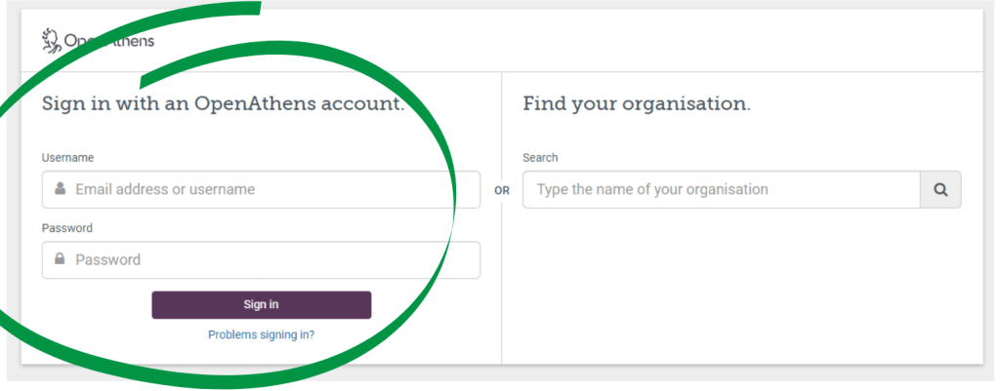 OpenAthens
Sign in with an OpenAthens account.
Username
Email address or username
Password
Password
Sign in
Problems signing in?
OR
Find your organisation.
Search
Type the name of your organisation